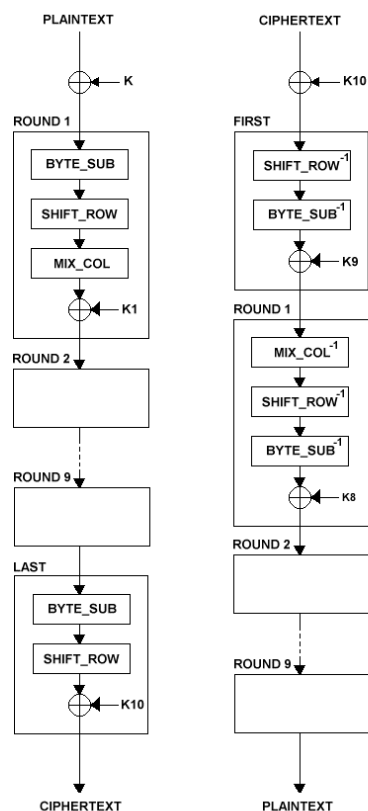 PLAINTEXT
K
ROUND 1
BYTE_SUB
SHIFT_ROW
MIX_COL
K1
ROUND 2
ROUND 9
LAST
BYTE_SUB
SHIFT_ROW
K10
CIPHERTEXT
CIPHERTEXT
K10
FIRST
SHIFT_ROW-1
BYTE_SUB-1
K9
ROUND 1
MIX_COL-1
SHIFT_ROW-1
BYTE_SUB-1
K8
ROUND 2
ROUND 9
PLAINTEXT